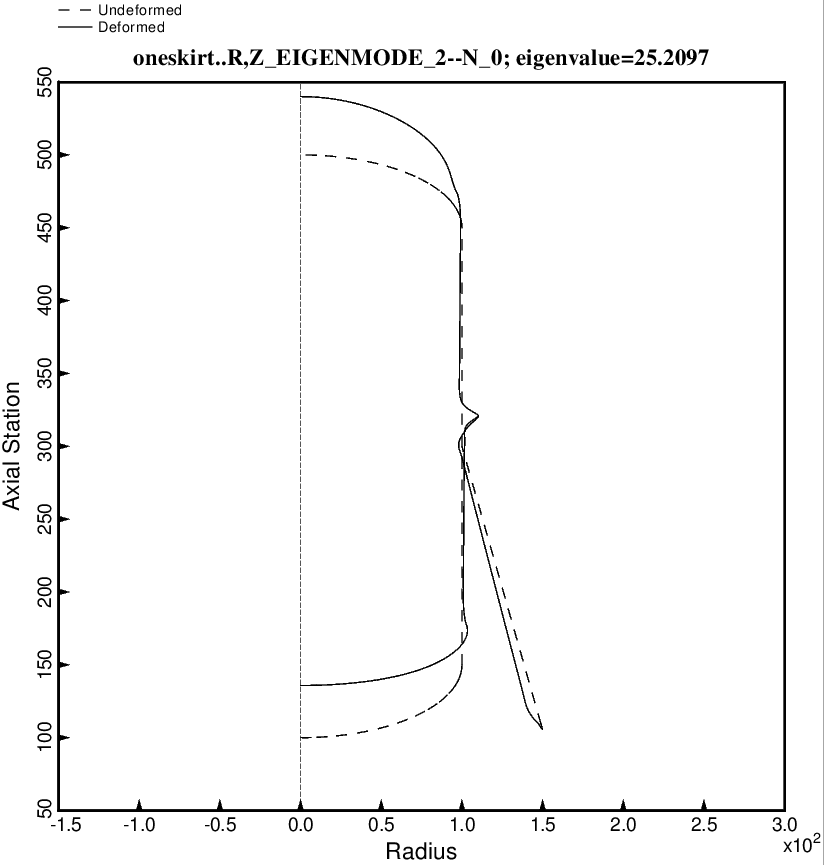 Undeformed
Deformed
oneskirt..R,Z_EIGENMODE_2--N_0; eigenvalue=25.2097
550
500
450
400
350
300
250
200
150
100
50
Axial Station
-1.5 -1.0 -0.5 0.0 0.5 1.0 1.5 2.0 2.5 3.0
x10²
Radius